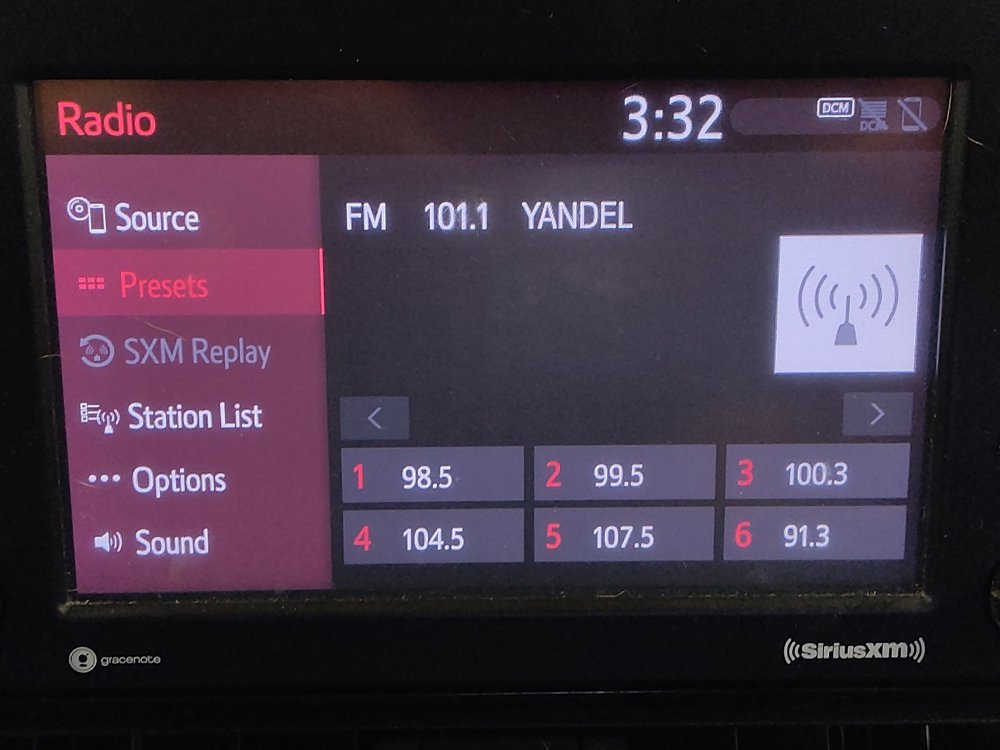 Radio 3:32 DCM DCM
Source
Presets
SXM Replay
Station List
Options
Sound
FM 101.1 YANDEL
1 98.5 2 99.5 3 100.3
4 104.5 5 107.5 6 91.3
gracenote
SiriusXM